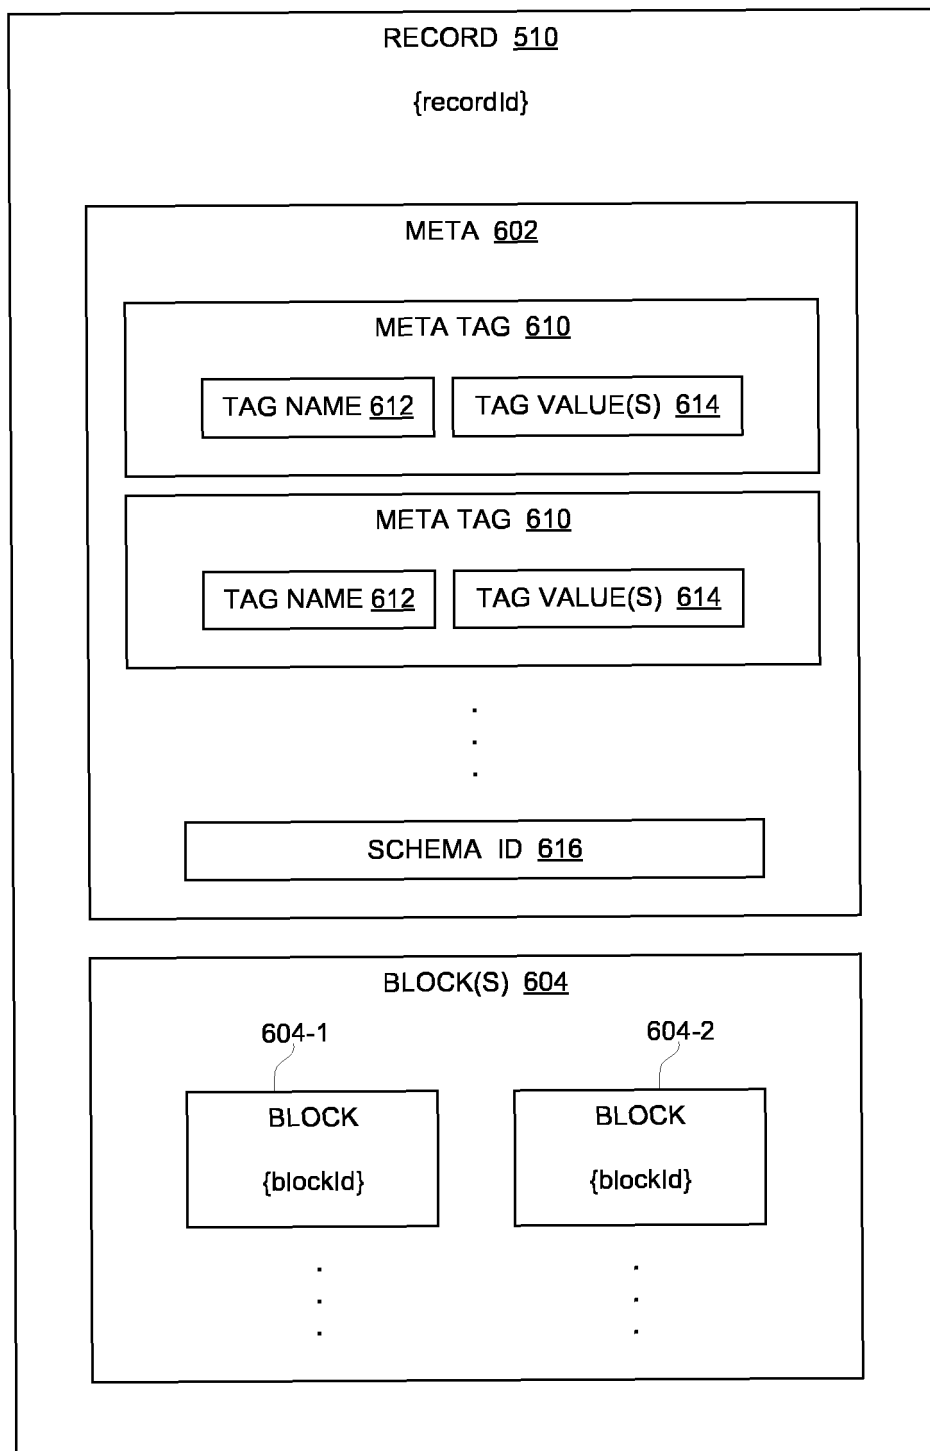 RECORD 510
{recordId}
META 602
META TAG 610
TAG NAME 612 TAG VALUE(S) 614
META TAG 610
TAG NAME 612 TAG VALUE(S) 614
SCHEMA ID 616
BLOCK(S) 604
604-1 604-2
BLOCK BLOCK
{blockId} {blockId}